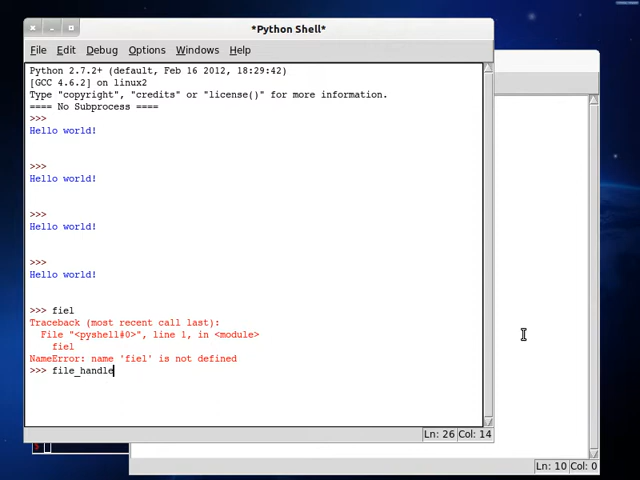 *Python Shell*
File Edit Debug Options Windows Help
Python 2.7.2+ (default, Feb 16 2012, 18:29:42)
[GCC 4.6.2] on linux2
Type "copyright", "credits" or "license()" for more information.
==== No Subprocess ====
>>>
Hello world!
>>>
Hello world!
>>>
Hello world!
>>>
Hello world!
>>> fiel
Traceback (most recent call last):
File "<pyshell#0>", line 1, in <module>
fiel
NameError: name 'fiel' is not defined
>>> file_handle
Ln: 26 Col: 14
Ln: 10 Col: 0